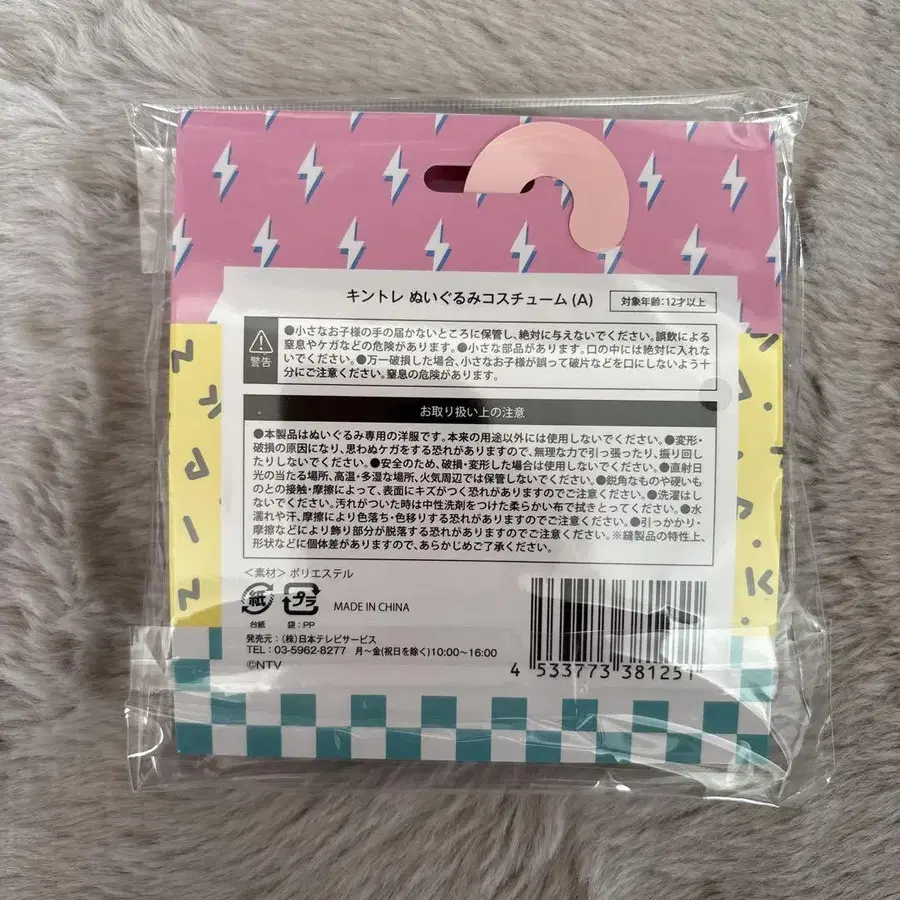 キントレ ぬいぐるみコスチューム (A)
対象年齢:12才以上
警告
●小さなお子様の手の届かないところに保管し、絶対に与えないでください。誤飲による
窒息やケガなどの危険があります。●小さな部品があります。口の中には絶対に入れな
いでください。●万一破損した場合、小さなお子様が誤って破片などを口にしないよう十
分にご注意ください。窒息の危険があります。
お取り扱い上の注意
●本製品はぬいぐるみ専用の洋服です。本来の用途以外には使用しないでください。●変形・
破損の原因になり、思わぬケガをする恐れがありますので、無理な力で引っ張ったり、振り回し
たりしないでください。●安全のため、破損・変形した場合は使用しないでください。●直射日
光の当たる場所、高温・多湿な場所、火気周辺では保管しないでください。●鋭角なものや硬いも
のとの接触・摩擦によって、表面にキズがつく恐れがありますのでご注意ください。●洗濯はし
ないでください。汚れがついた時は中性洗剤をつけた柔らかい布で拭きとってください。●水
濡れや汗、摩擦により色落ち・色移りする恐れがありますのでご注意ください。●引っかかり・
摩擦などにより飾り部分が脱落する恐れがありますのでご注意ください。※縫製品の特性上、
形状などに個体差がありますので、あらかじめご了承ください。
<素材> ポリエステル
紙
プラ
MADE IN CHINA
台紙
袋:PP
発売元:(株)日本テレビサービス
TEL:03-5962-8277 月〜金(祝日を除く)10:00〜16:00
©NTV
4 533773 381251